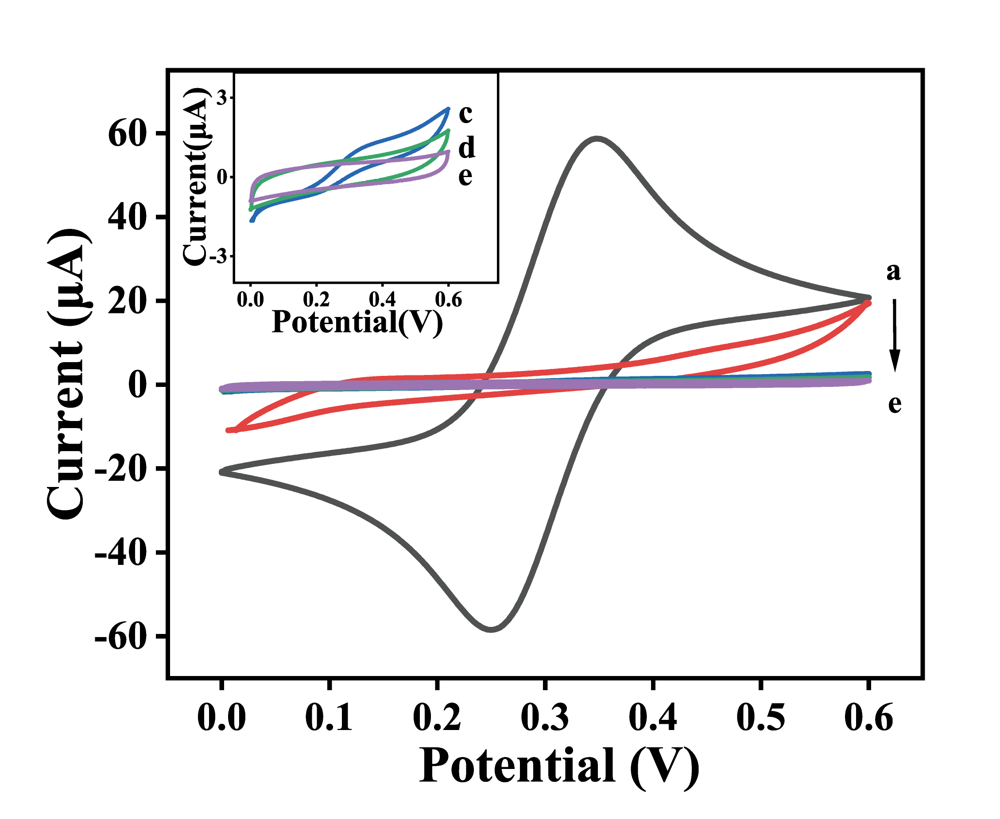 Current (μA)
60
40
20
0
-20
-40
-60
Current(μA)
3
0
-3
c
d
e
0.0 0.2 0.4 0.6
Potential(V)
a
e
0.0 0.1 0.2 0.3 0.4 0.5 0.6
Potential (V)